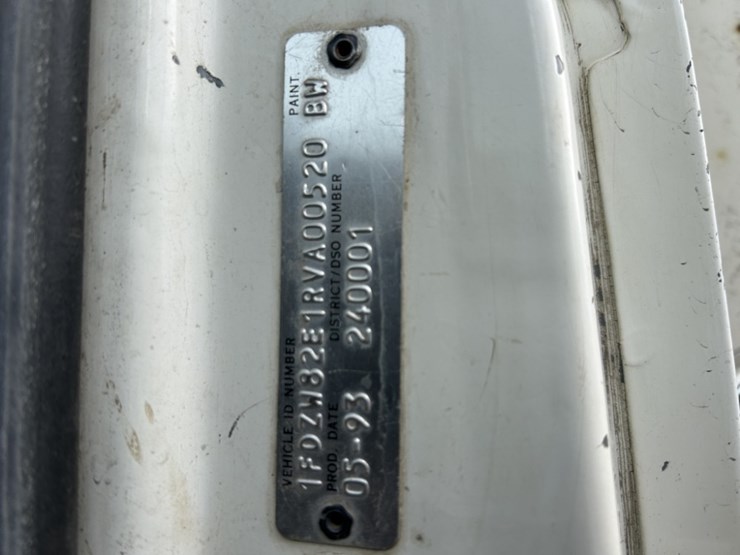 VEHICLE ID NUMBER PAINT
1FDZW82E1RVA00520 BW
PROD. DATE DISTRICT/DSO NUMBER
05-93 240001